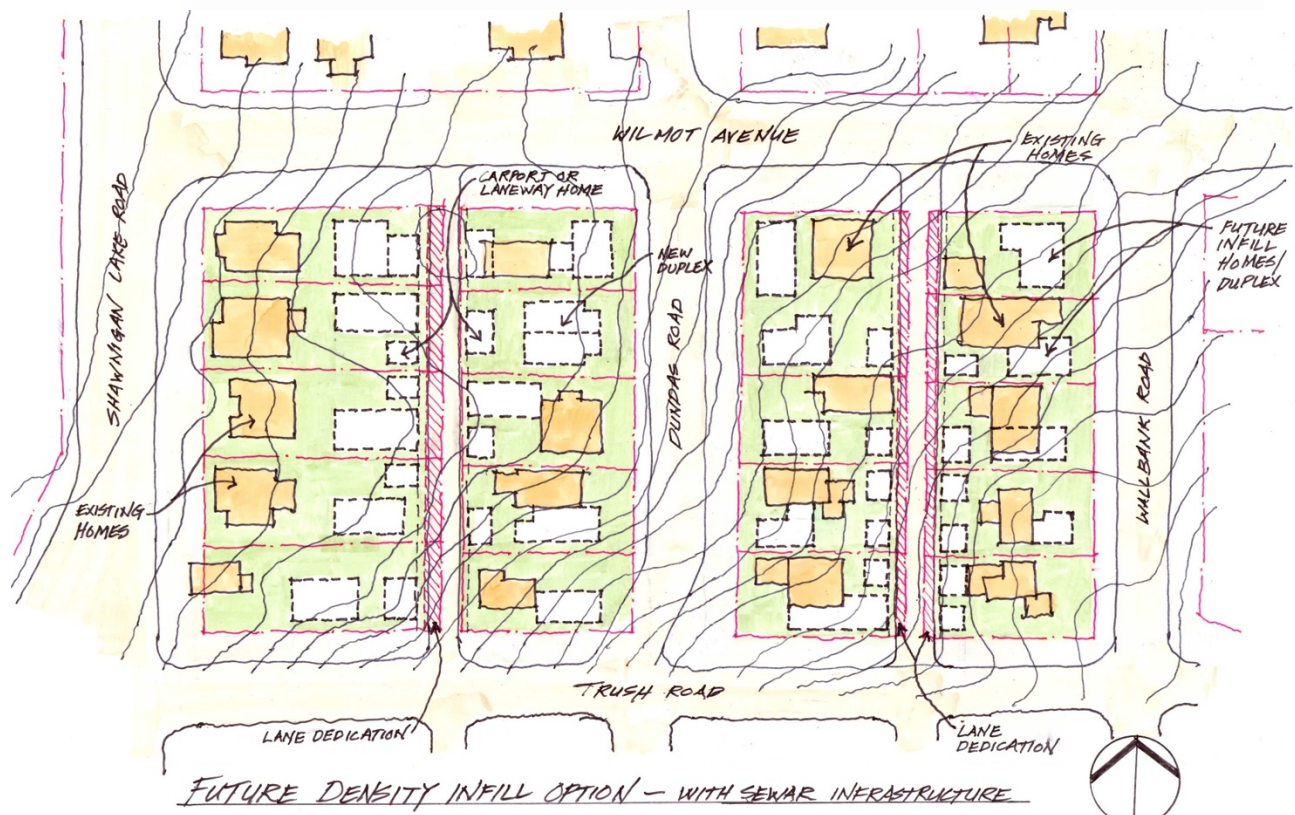 WILMOT AVENUE
EXISTING
HOMES
CARPORT OR
LANEWAY HOME
SHAWNIGAN LAKE ROAD
NEW
DUPLEX
DUNDAS ROAD
FUTURE
INFILL
HOMES/
DUPLEX
WALLBANK ROAD
EXISTING
HOMES
TRUSH ROAD
LANE DEDICATION
LANE
DEDICATION
FUTURE DENSITY INFILL OPTION – WITH SEWAR INFRASTRUCTURE